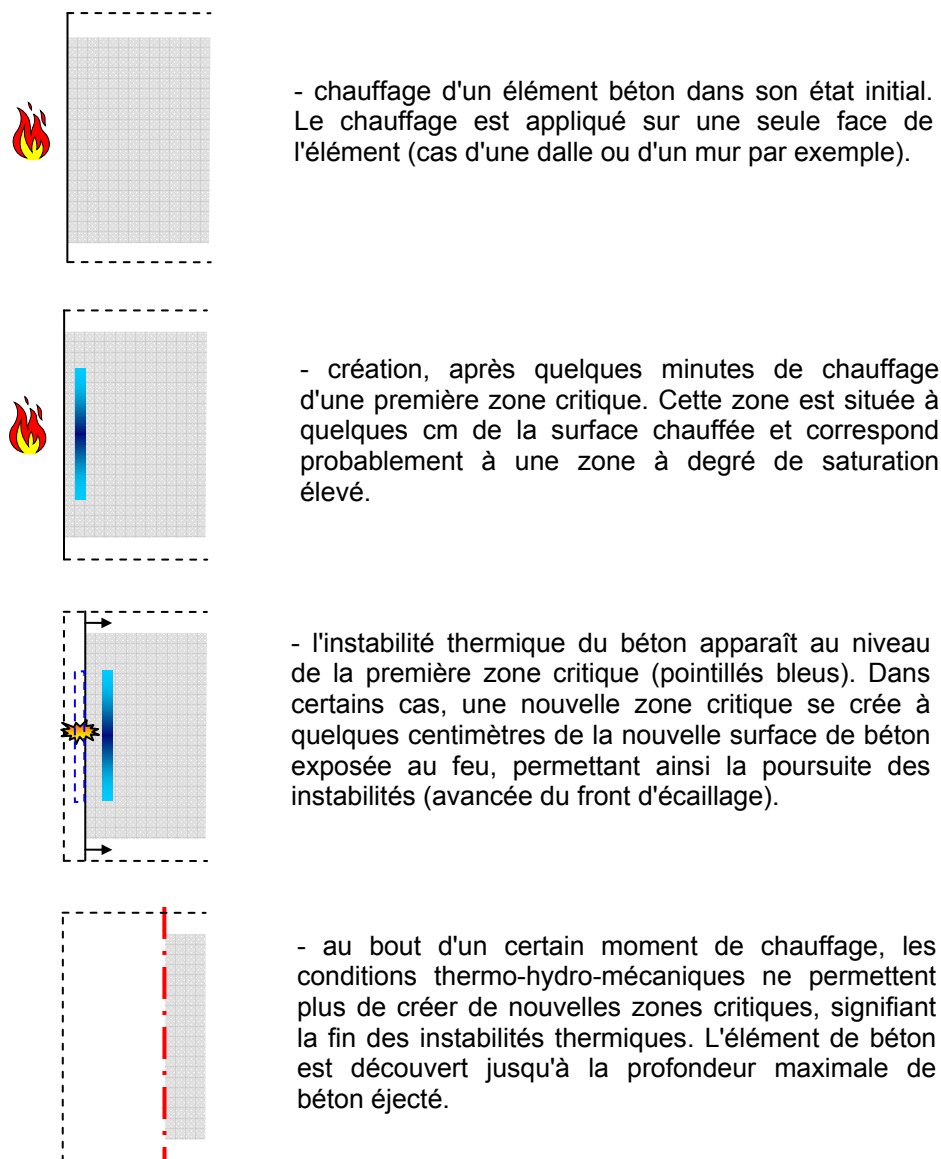 - chauffage d'un élément béton dans son état initial.
Le chauffage est appliqué sur une seule face de
l'élément (cas d'une dalle ou d'un mur par exemple).
- création, après quelques minutes de chauffage
d'une première zone critique. Cette zone est située à
quelques cm de la surface chauffée et correspond
probablement à une zone à degré de saturation
élevé.
- l'instabilité thermique du béton apparaît au niveau
de la première zone critique (pointillés bleus). Dans
certains cas, une nouvelle zone critique se crée à
quelques centimètres de la nouvelle surface de béton
exposée au feu, permettant ainsi la poursuite des
instabilités (avancée du front d'écaillage).
- au bout d'un certain moment de chauffage, les
conditions thermo-hydro-mécaniques ne permettent
plus de créer de nouvelles zones critiques, signifiant
la fin des instabilités thermiques. L'élément de béton
est découvert jusqu'à la profondeur maximale de
béton éjecté.